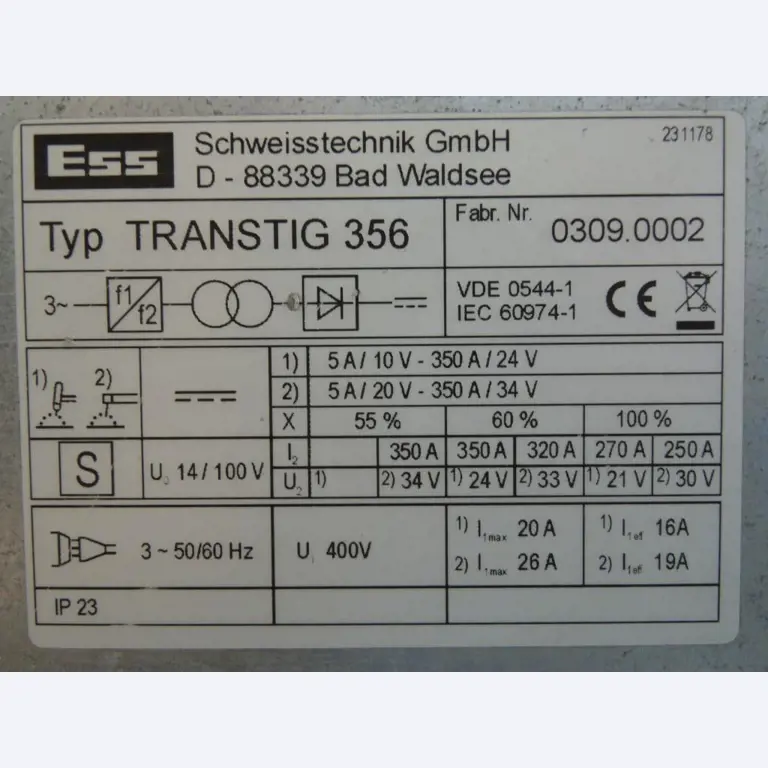 Ess
Schweisstechnik GmbH
D - 88339 Bad Waldsee
231178
Typ TRANSTIG 356
Fabr. Nr.
0309.0002
3~ f1 f2
VDE 0544-1
IEC 60974-1
CE
1) 2)
1) 5 A / 10 V - 350 A / 24 V
2) 5 A / 20 V - 350 A / 34 V
X 55 % 60 % 100 %
I2 350 A 350 A 320 A 270 A 250 A
S
U0 14 / 100 V
U2 1) 2) 34 V 1) 24 V 2) 33 V 1) 21 V 2) 30 V
3 ~ 50/60 Hz
U1 400V
1) I1max 20 A
2) I1max 26 A
1) I1eff 16A
2) I1eff 19A
IP 23